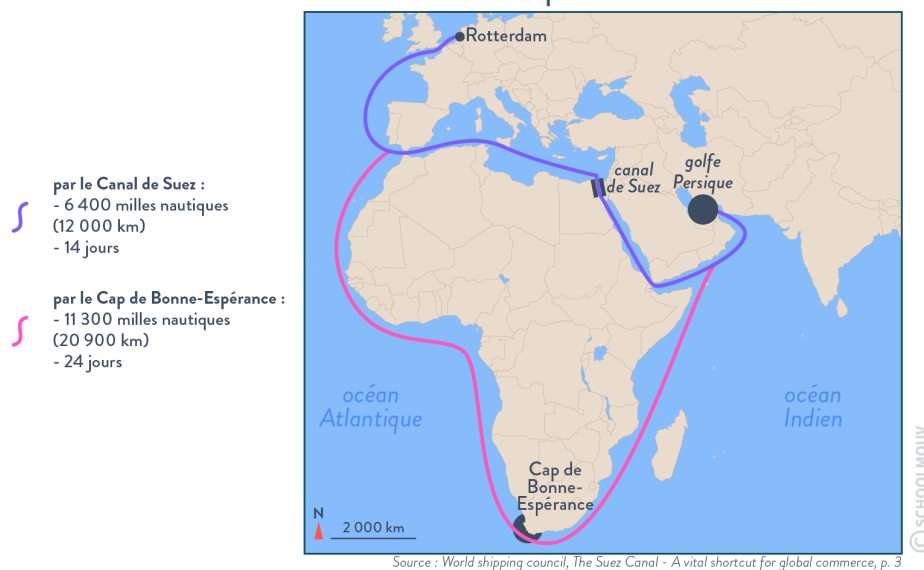 Rotterdam
canal
de Suez
golfe
Persique
par le Canal de Suez :
- 6 400 milles nautiques
(12 000 km)
- 14 jours
par le Cap de Bonne-Espérance :
- 11 300 milles nautiques
(20 900 km)
- 24 jours
océan
Atlantique
océan
Indien
Cap de
Bonne-
Espérance
N
2 000 km
© SCHOOLMOUV
Source : World shipping council, The Suez Canal - A vital shortcut for global commerce, p. 3